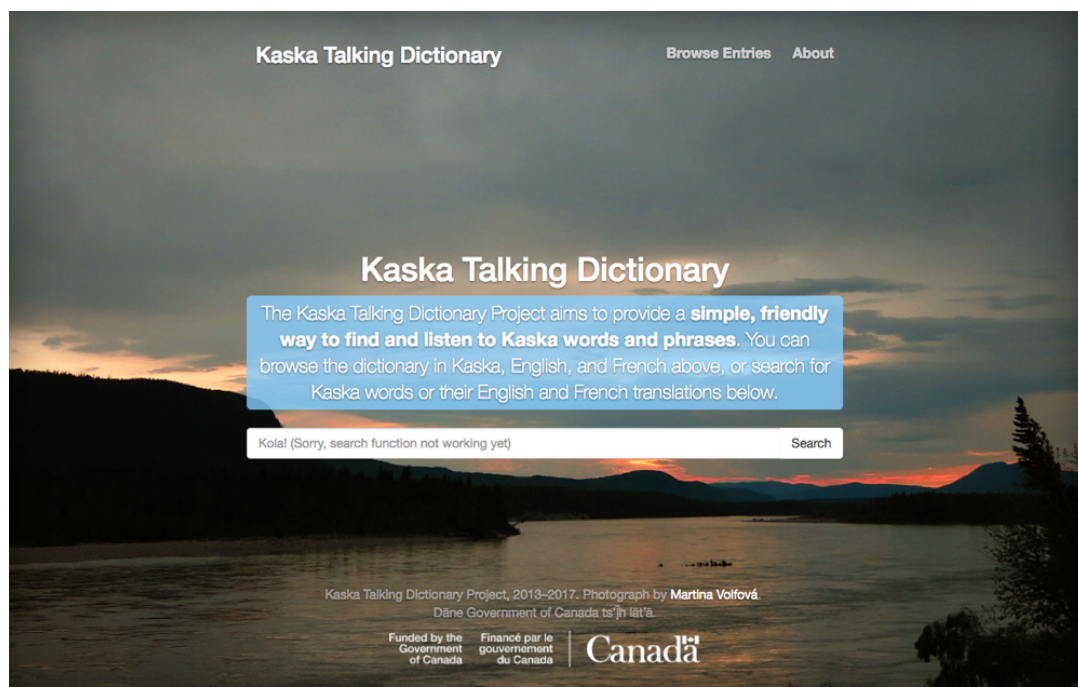 Kaska Talking Dictionary
Browse Entries About
Kaska Talking Dictionary
The Kaska Talking Dictionary Project aims to provide a simple, friendly
way to find and listen to Kaska words and phrases. You can
browse the dictionary in Kaska, English, and French above, or search for
Kaska words or their English and French translations below.
Kola! (Sorry, search function not working yet) Search
Kaska Talking Dictionary Project, 2013–2017. Photograph by Martina Volfová.
Dāne Government of Canada
Funded by the
Government
of Canada
Financé par le
gouvernement
du Canada
Canada